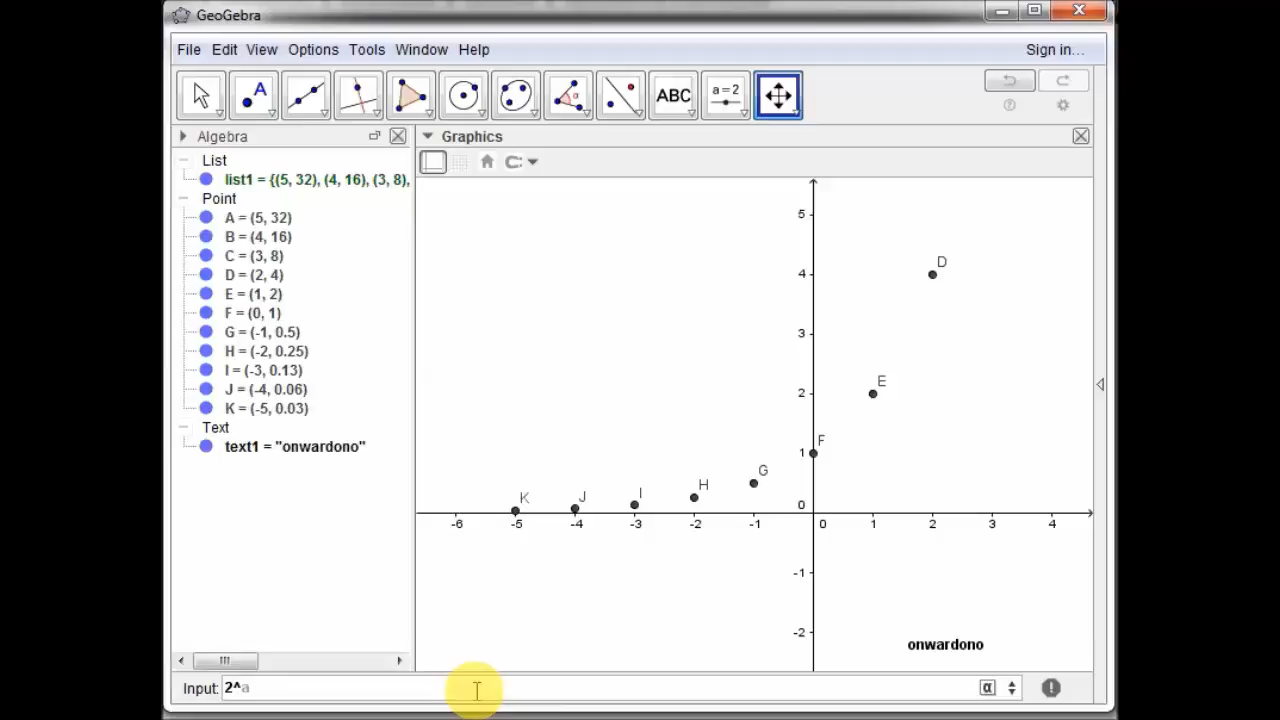 GeoGebra
File Edit View Options Tools Window Help Sign in...
A α ABC a = 2
Algebra
Graphics
List
list1 = {(5, 32), (4, 16), (3, 8),
Point
A = (5, 32)
B = (4, 16)
C = (3, 8)
D = (2, 4)
E = (1, 2)
F = (0, 1)
G = (-1, 0.5)
H = (-2, 0.25)
I = (-3, 0.13)
J = (-4, 0.06)
K = (-5, 0.03)
Text
text1 = "onwardono"
5
D
4
3
E
2
F
1
G
H
I
J
K
0
-6 -5 -4 -3 -2 -1 0 1 2 3 4
-1
-2
onwardono
Input: 2^a α